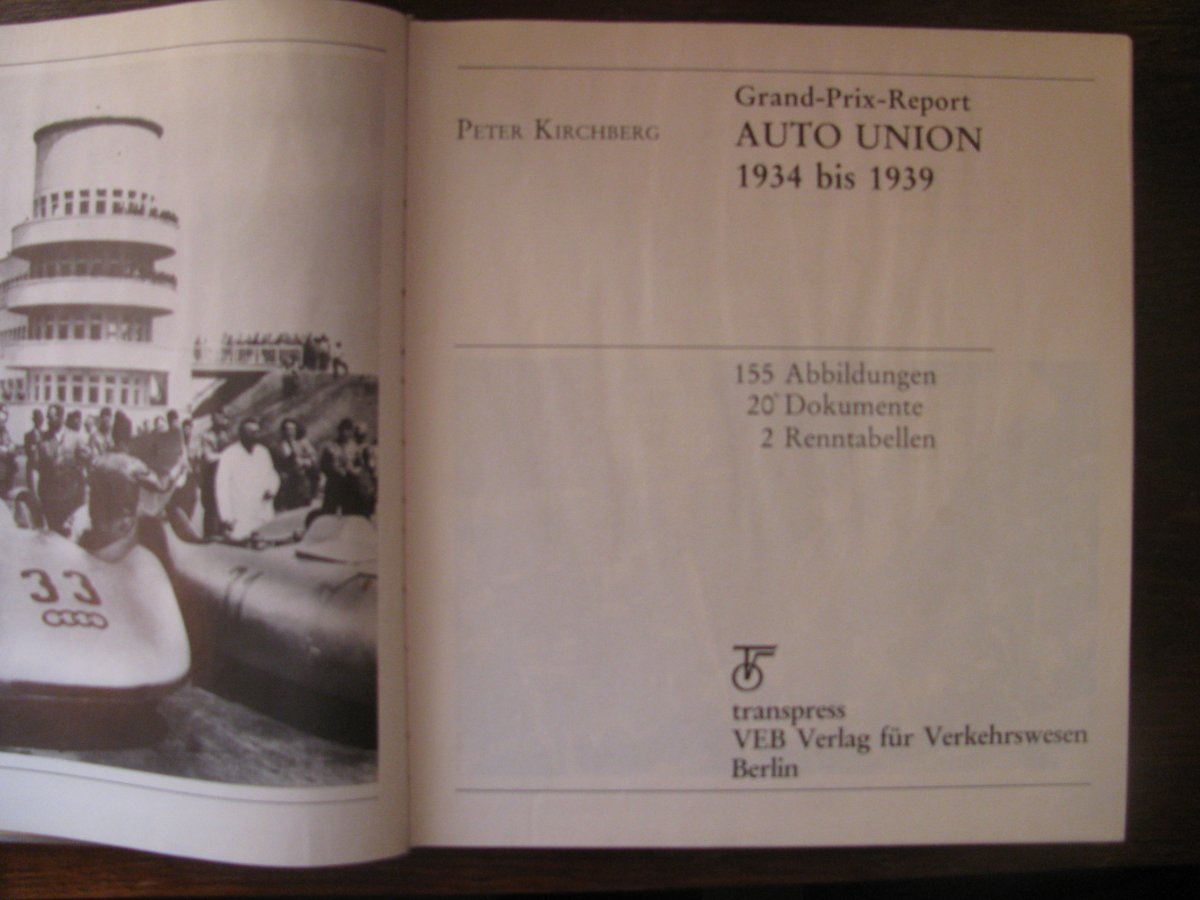 33
PETER KIRCHBERG
Grand-Prix-Report
AUTO UNION
1934 bis 1939
155 Abbildungen
20 Dokumente
2 Renntabellen
transpress
VEB Verlag für Verkehrswesen
Berlin